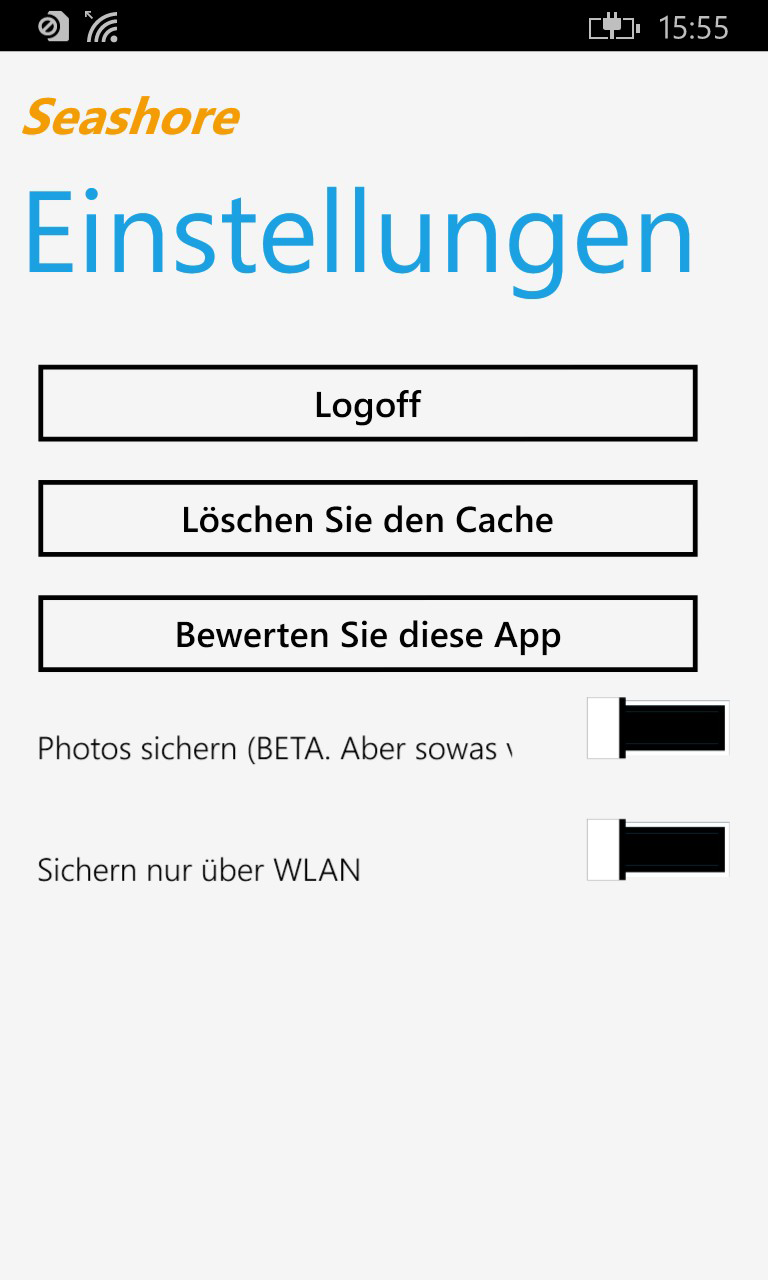 15:55
Seashore
Einstellungen
Logoff
Löschen Sie den Cache
Bewerten Sie diese App
Photos sichern (BETA. Aber sowas
Sichern nur über WLAN